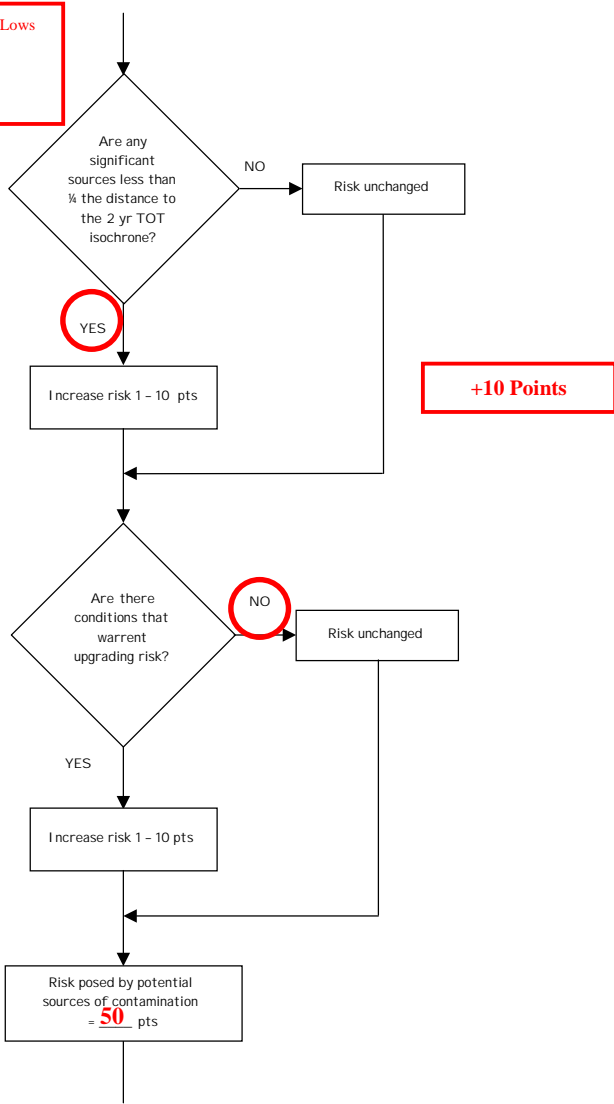 Lows
Are any
significant
sources less than
¼ the distance to
the 2 yr TOT
isochrone?
NO
Risk unchanged
YES
Increase risk 1 – 10 pts
+10 Points
Are there
conditions that
warrent
upgrading risk?
NO
Risk unchanged
YES
Increase risk 1 – 10 pts
Risk posed by potential
sources of contamination
= 50 pts